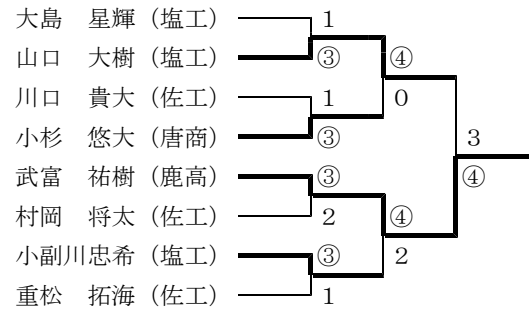 大島　星輝（塩工） 1
山口　大樹（塩工） ③ ④
川口　貴大（佐工） 1 0
小杉　悠大（唐商） ③ 3
武富　祐樹（鹿高） ③ ④
村岡　将太（佐工） 2 ④
小副川忠希（塩工） ③ 2
重松　拓海（佐工） 1